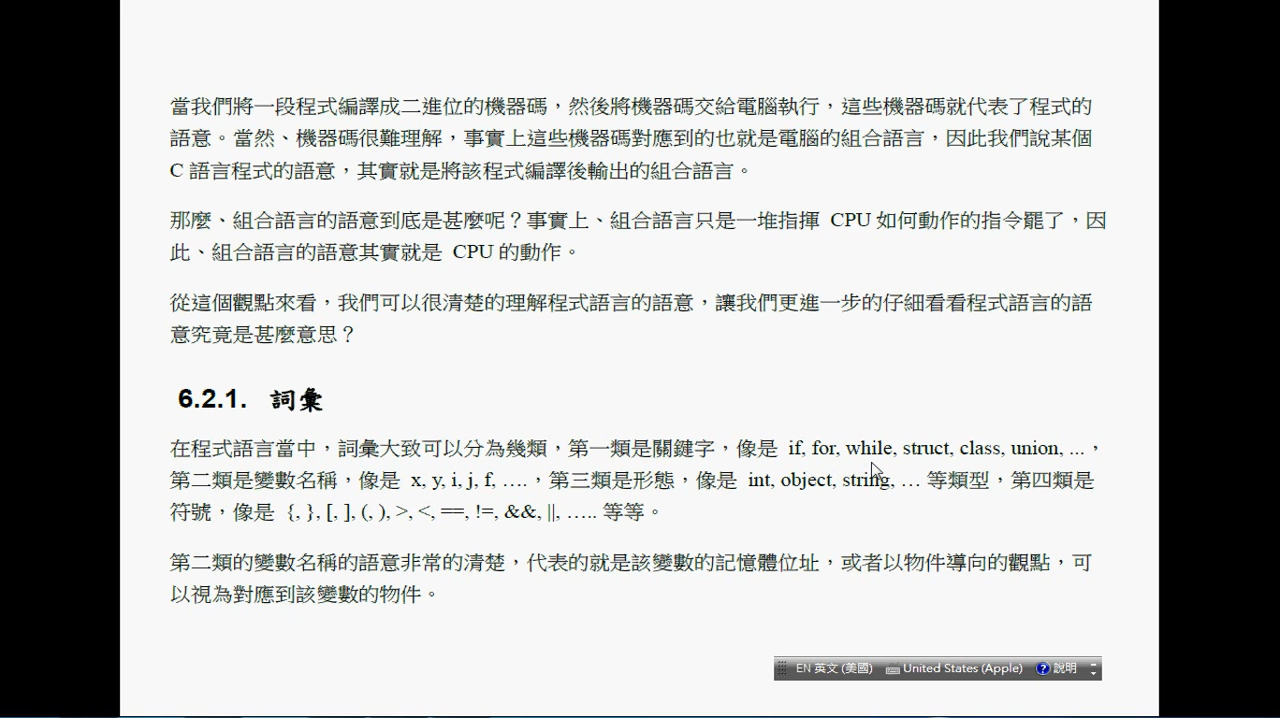 當我們將一段程式編譯成二進位的機器碼，然後將機器碼交給電腦執行，這些機器碼就代表了程式的
語意。當然、機器碼很難理解，事實上這些機器碼對應到的也就是電腦的組合語言，因此我們說某個
C 語言程式的語意，其實就是將該程式編譯後輸出的組合語言。
那麼、組合語言的語意到底是甚麼呢？事實上、組合語言只是一堆指揮 CPU 如何動作的指令罷了，因
此、組合語言的語意其實就是 CPU 的動作。
從這個觀點來看，我們可以很清楚的理解程式語言的語意，讓我們更進一步的仔細看看程式語言的語
意究竟是甚麼意思？
6.2.1. 詞彙
在程式語言當中，詞彙大致可以分為幾類，第一類是關鍵字，像是 if, for, while, struct, class, union, ...，
第二類是變數名稱，像是 x, y, i, j, f, ….，第三類是形態，像是 int, object, string, … 等類型，第四類是
符號，像是 {, }, [, ], (, ), >, <, ==, !=, &&, ||, ….. 等等。
第二類的變數名稱的語意非常的清楚，代表的就是該變數的記憶體位址，或者以物件導向的觀點，可
以視為對應到該變數的物件。
EN 英文 (美國) United States (Apple) 說明